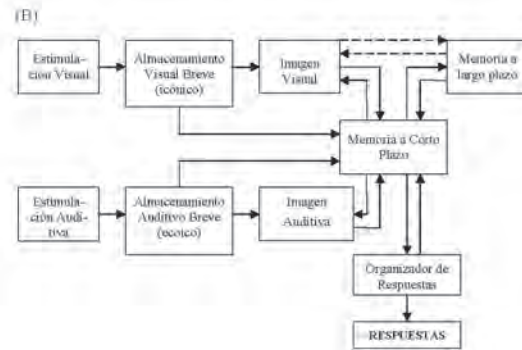 (B)
Estimula-
ción Visual
Almacenamiento
Visual Breve
(icónico)
Imagen
Visual
Memoria a
largo plazo
Memoria a Corto
Plazo
Estimula-
ción Audi-
tiva
Almacenamiento
Auditivo Breve
(ecoico)
Imagen
Auditiva
Organizador de
Respuestas
RESPUESTAS